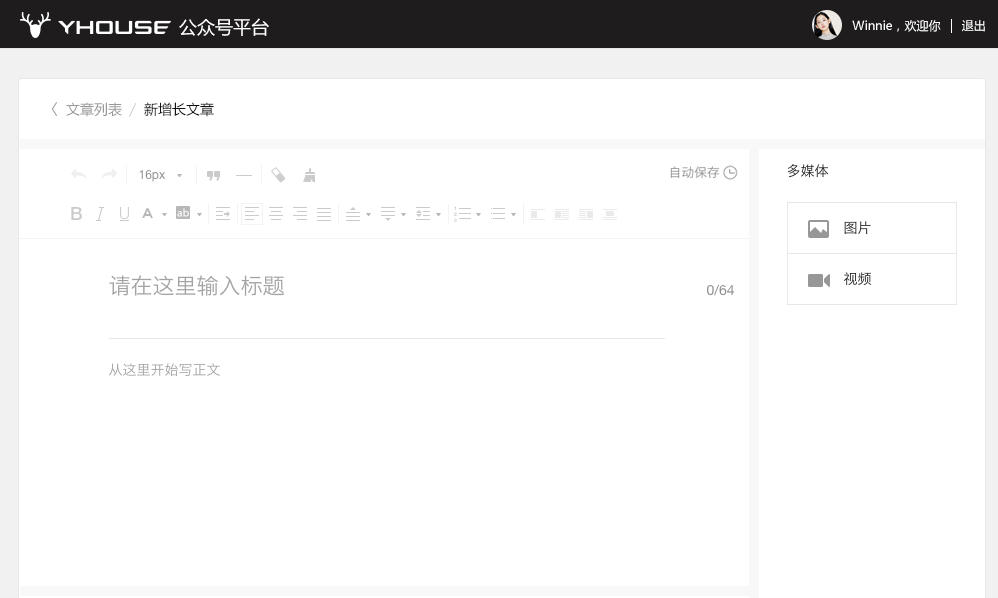 YHOUSE 公众号平台
Winnie，欢迎你 | 退出
〈 文章列表 / 新增长文章
16px
自动保存
B I U A ab
请在这里输入标题
0/64
从这里开始写正文
多媒体
图片
视频